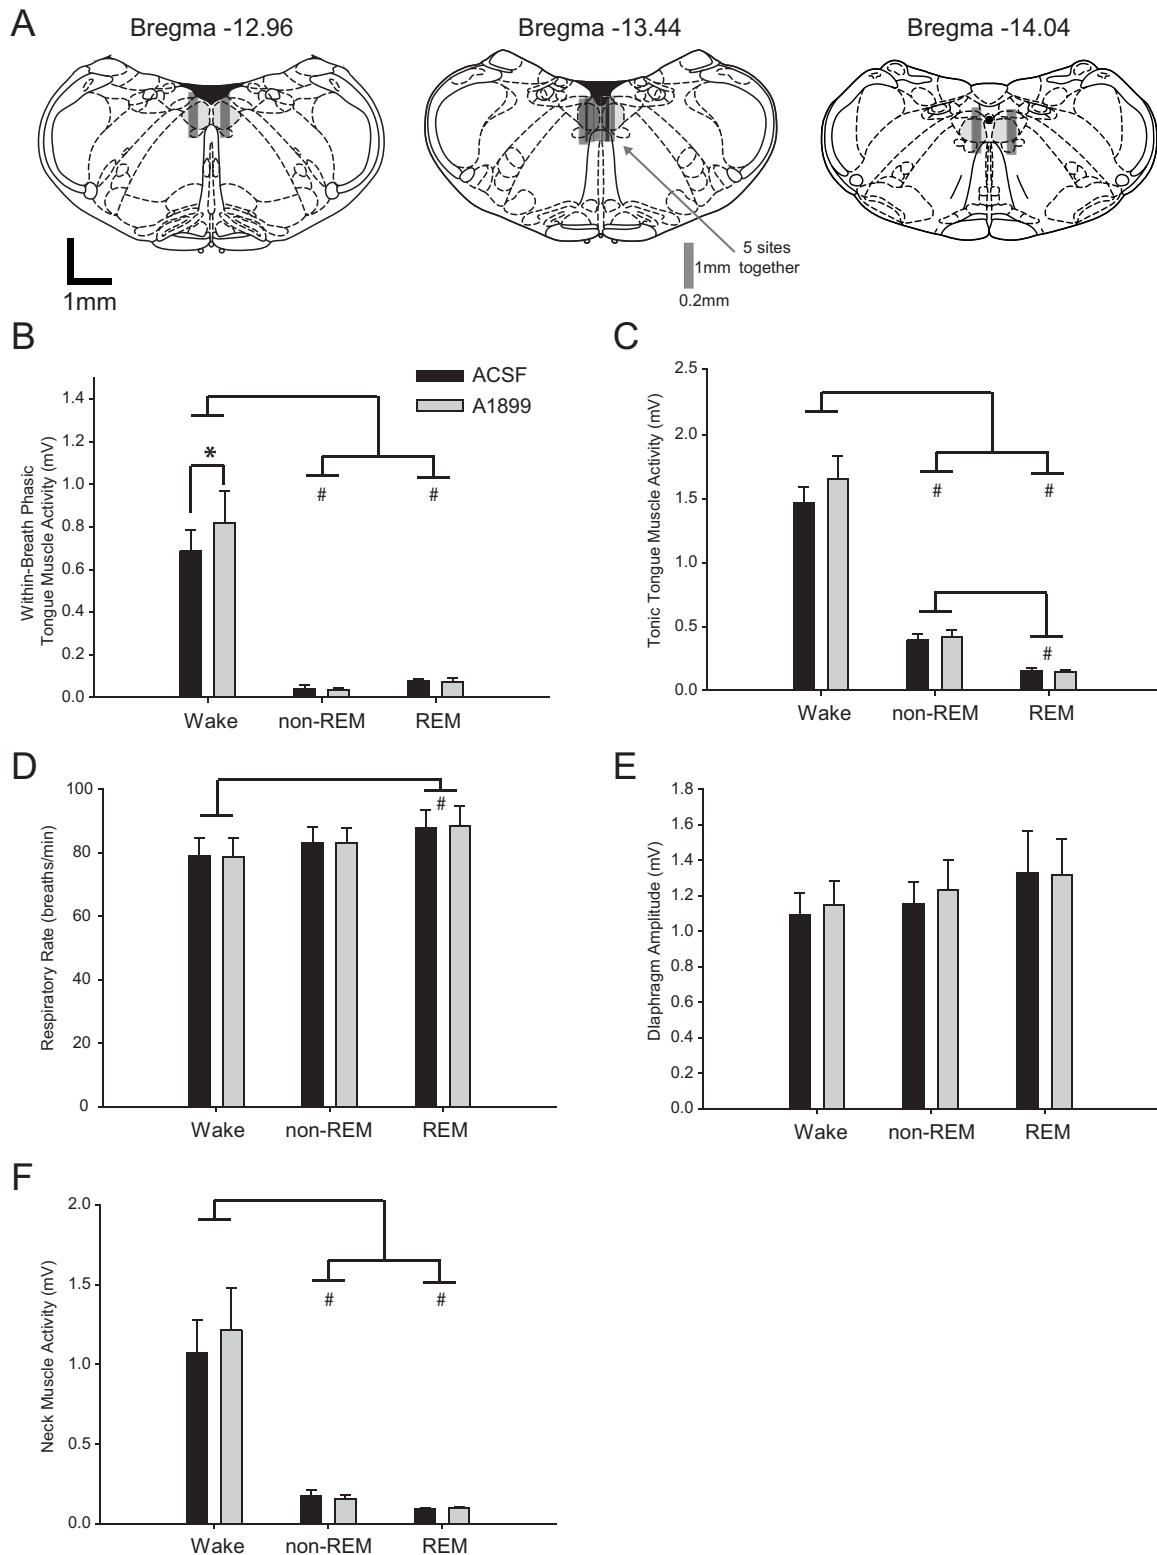 A
Bregma -12.96
Bregma -13.44
Bregma -14.04
1mm
5 sites
together
1mm
0.2mm
B
Within-Breath Phasic
Tongue Muscle Activity (mV)
1.4
1.2
1.0
0.8
0.6
0.4
0.2
0.0
ACSF
A1899
*
#
#
Wake
non-REM
REM
C
Tonic Tongue Muscle Activity (mV)
2.5
2.0
1.5
1.0
0.5
0.0
#
#
#
Wake
non-REM
REM
D
Respiratory Rate (breaths/min)
100
80
60
40
20
0
#
Wake
non-REM
REM
E
DIaphragm Amplitude (mV)
1.8
1.6
1.4
1.2
1.0
0.8
0.6
0.4
0.2
0.0
Wake
non-REM
REM
F
Neck Muscle Activity (mV)
2.0
1.5
1.0
0.5
0.0
#
#
Wake
non-REM
REM